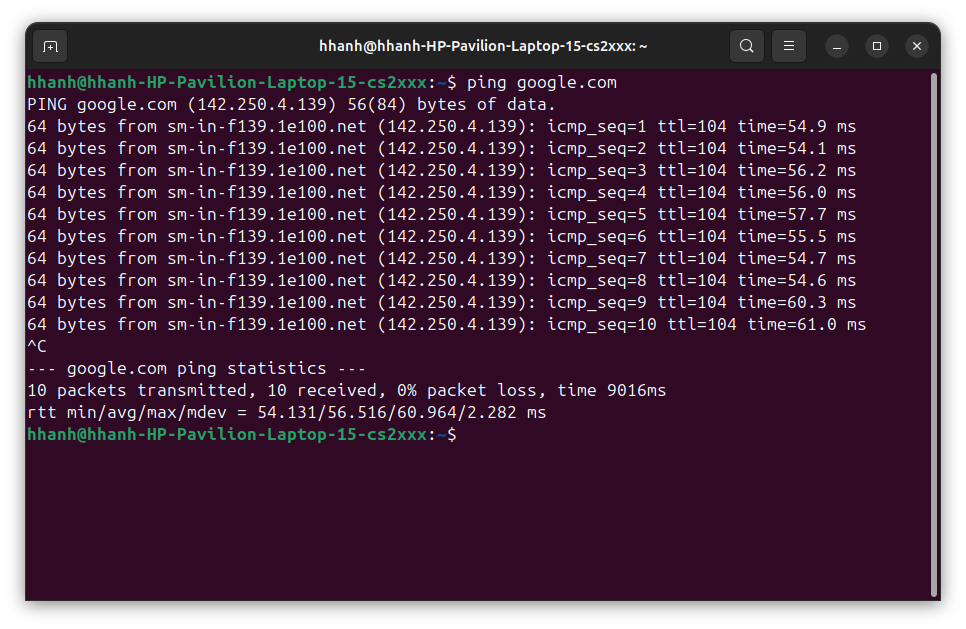 hhanh@hhanh-HP-Pavilion-Laptop-15-cs2xxx: ~
hhanh@hhanh-HP-Pavilion-Laptop-15-cs2xxx:~$ ping google.com
PING google.com (142.250.4.139) 56(84) bytes of data.
64 bytes from sm-in-f139.1e100.net (142.250.4.139): icmp_seq=1 ttl=104 time=54.9 ms
64 bytes from sm-in-f139.1e100.net (142.250.4.139): icmp_seq=2 ttl=104 time=54.1 ms
64 bytes from sm-in-f139.1e100.net (142.250.4.139): icmp_seq=3 ttl=104 time=56.2 ms
64 bytes from sm-in-f139.1e100.net (142.250.4.139): icmp_seq=4 ttl=104 time=56.0 ms
64 bytes from sm-in-f139.1e100.net (142.250.4.139): icmp_seq=5 ttl=104 time=57.7 ms
64 bytes from sm-in-f139.1e100.net (142.250.4.139): icmp_seq=6 ttl=104 time=55.5 ms
64 bytes from sm-in-f139.1e100.net (142.250.4.139): icmp_seq=7 ttl=104 time=54.7 ms
64 bytes from sm-in-f139.1e100.net (142.250.4.139): icmp_seq=8 ttl=104 time=54.6 ms
64 bytes from sm-in-f139.1e100.net (142.250.4.139): icmp_seq=9 ttl=104 time=60.3 ms
64 bytes from sm-in-f139.1e100.net (142.250.4.139): icmp_seq=10 ttl=104 time=61.0 ms
^C
--- google.com ping statistics ---
10 packets transmitted, 10 received, 0% packet loss, time 9016ms
rtt min/avg/max/mdev = 54.131/56.516/60.964/2.282 ms
hhanh@hhanh-HP-Pavilion-Laptop-15-cs2xxx:~$